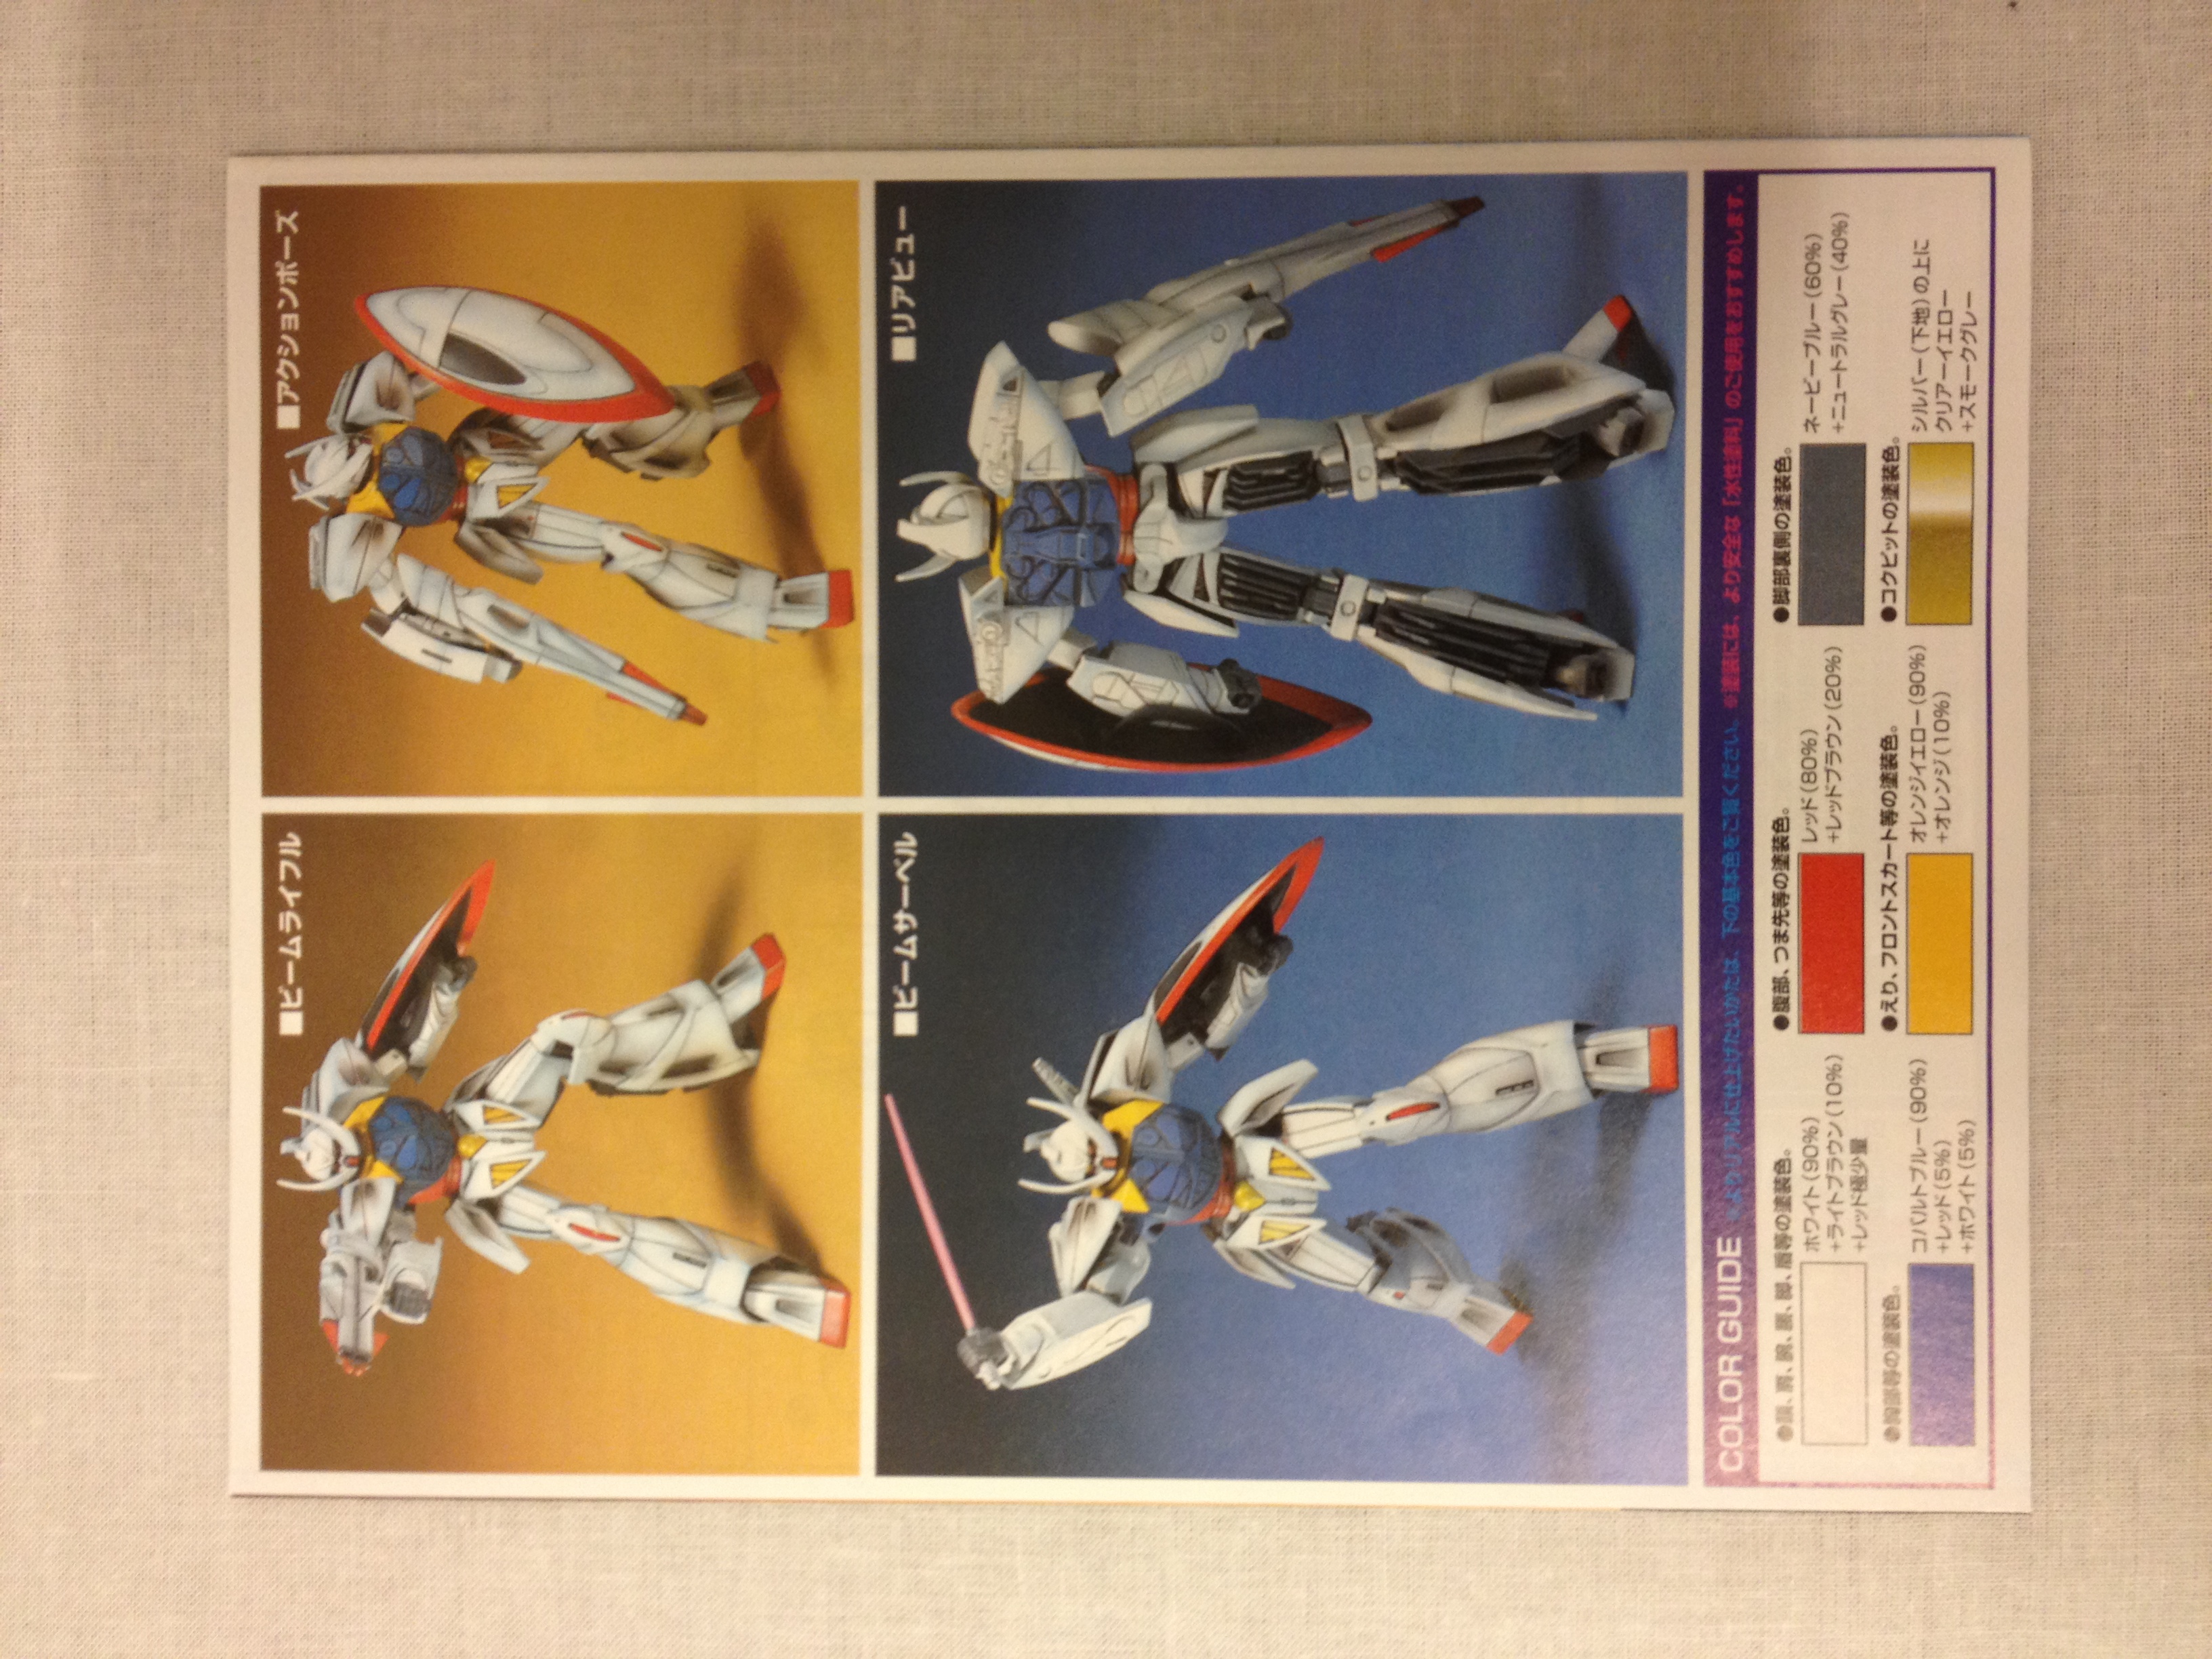 ■ビームライフル
■アクションポーズ
■ビームサーベル
■リアビュー
COLOR GUIDE ※よりリアルに仕上げたいかたは、下の基本色をご覧ください。※塗装には、より安全な「水性塗料」のご使用をおすすめします。
●頭、肩、腕、腰、脚、盾等の塗装色。
ホワイト(90%)
+ライトブラウン(10%)
+レッド極少量
●腹部、つま先等の塗装色。
レッド(80%)
+レッドブラウン(20%)
●脚部裏側の塗装色。
ネービーブルー(60%)
+ニュートラルグレー(40%)
●胸部等の塗装色。
コバルトブルー(90%)
+レッド(5%)
+ホワイト(5%)
●えり、フロントスカート等の塗装色。
オレンジイエロー(90%)
+オレンジ(10%)
●コクピットの塗装色。
シルバー(下地)の上に
クリアーイエロー
+スモークグレー